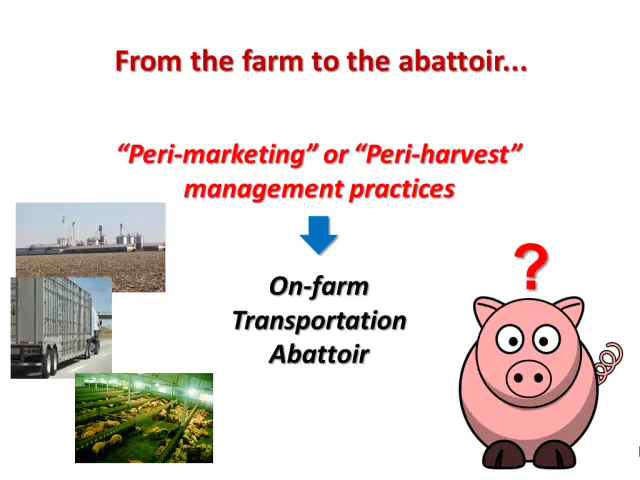 From the farm to the abattoir...
“Peri-marketing” or “Peri-harvest”
management practices
On-farm
Transportation
Abattoir
?